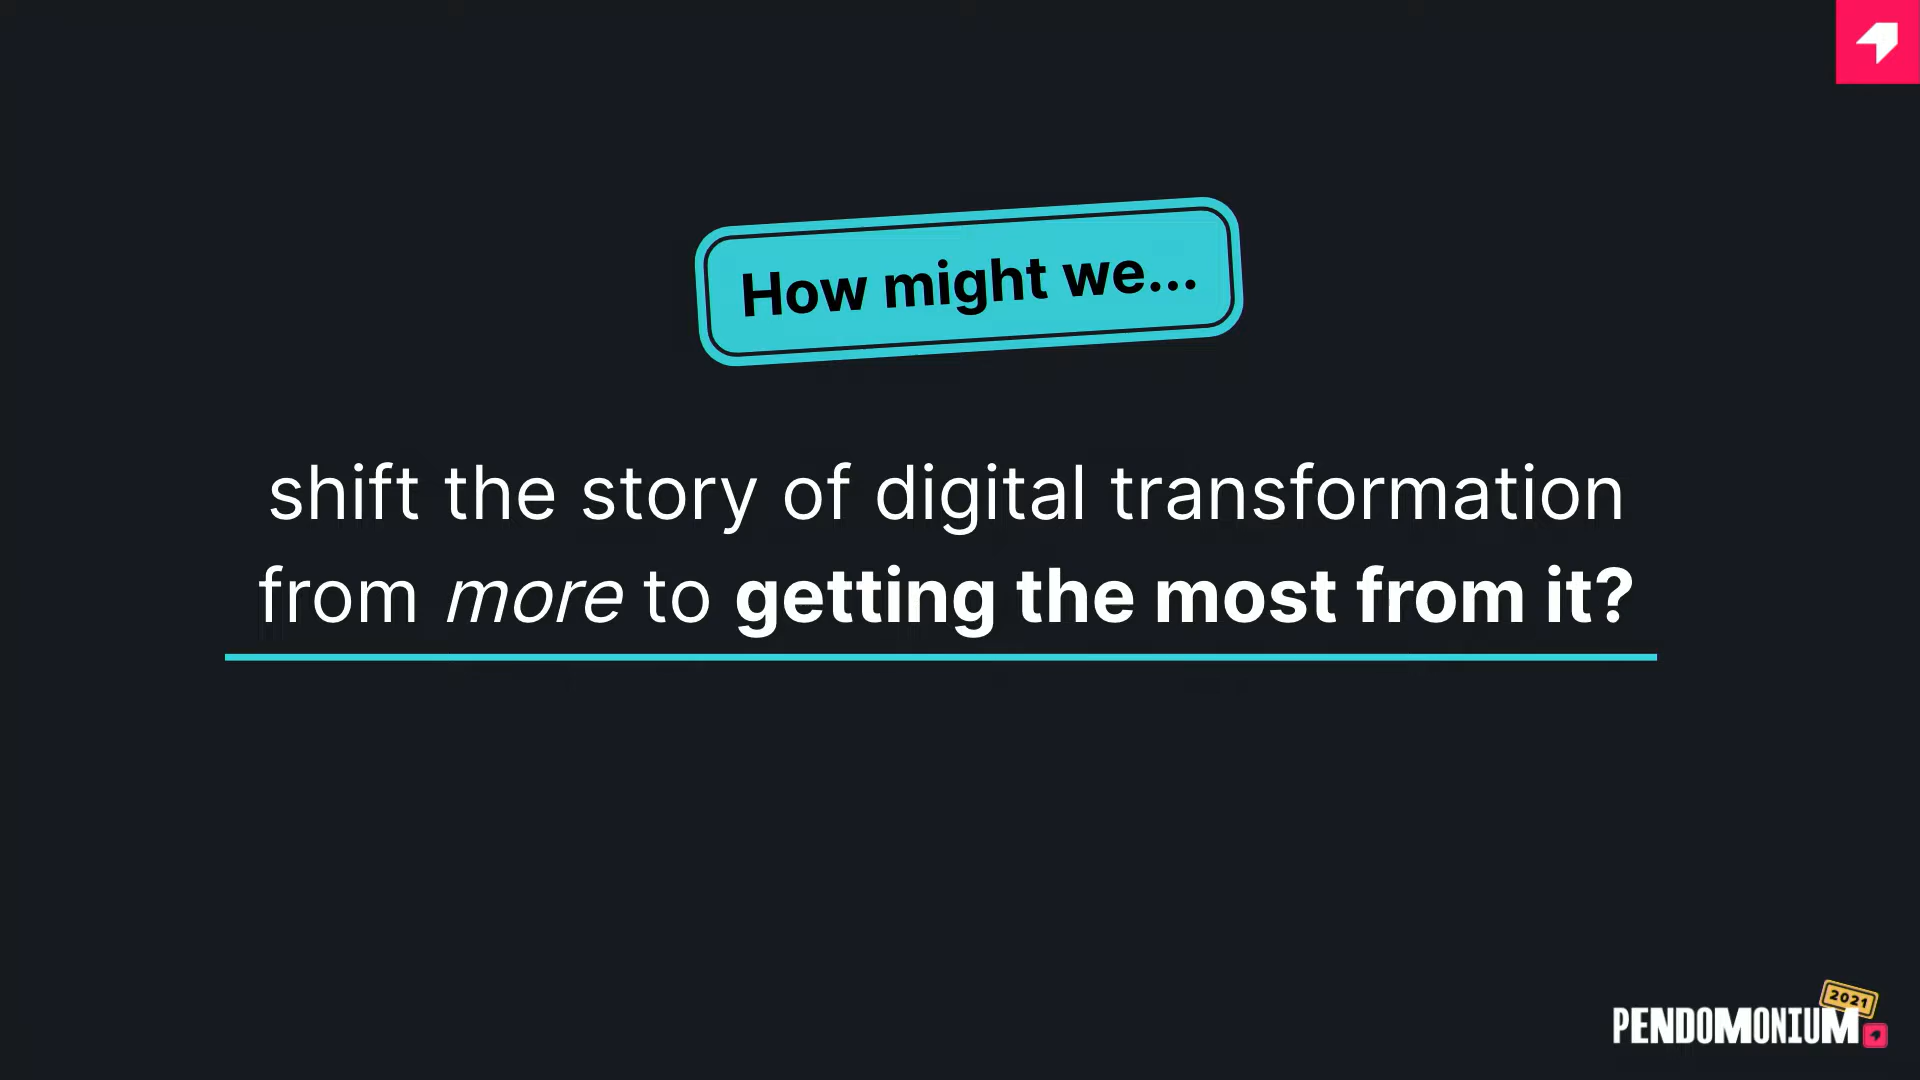 How might we...
shift the story of digital transformation
from more to getting the most from it?
2021
PENDOMONIUM